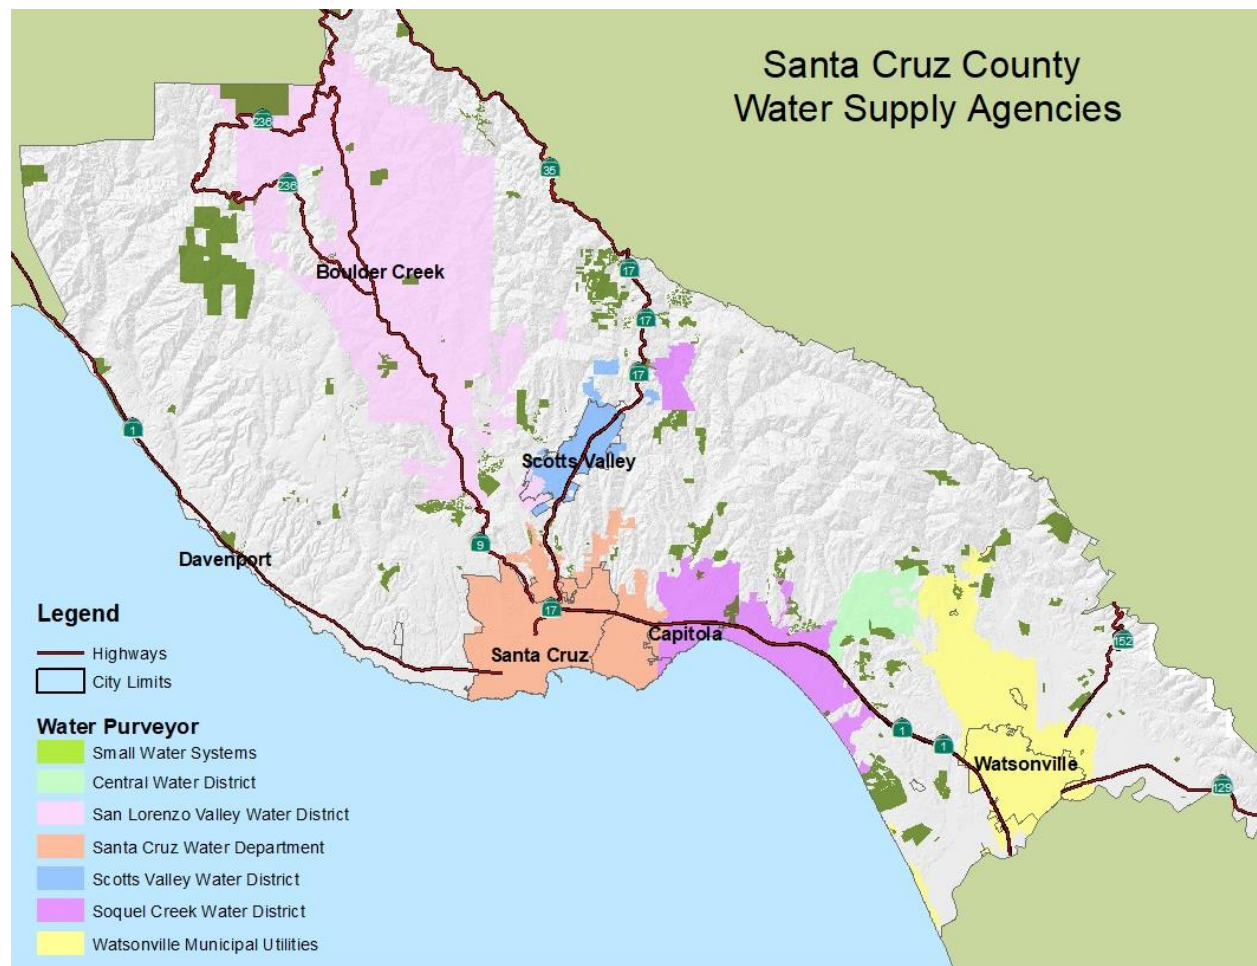 Santa Cruz County
Water Supply Agencies
236
35
236
17
Boulder Creek
17
17
1
Scotts Valley
9
Davenport
17
Legend
Capitola
152
Highways
Santa Cruz
City Limits
1
Water Purveyor
1
Small Water Systems
Watsonville
Central Water District
129
San Lorenzo Valley Water District
Santa Cruz Water Department
Scotts Valley Water District
Soquel Creek Water District
Watsonville Municipal Utilities